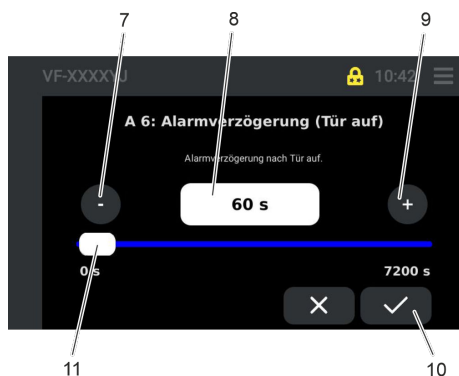 7 8 9
VF-XXXXYJ 10:42
A 6: Alarmverzögerung (Tür auf)
Alarmverzögerung nach Tür auf.
- 60 s +
0 s 7200 s
11 10